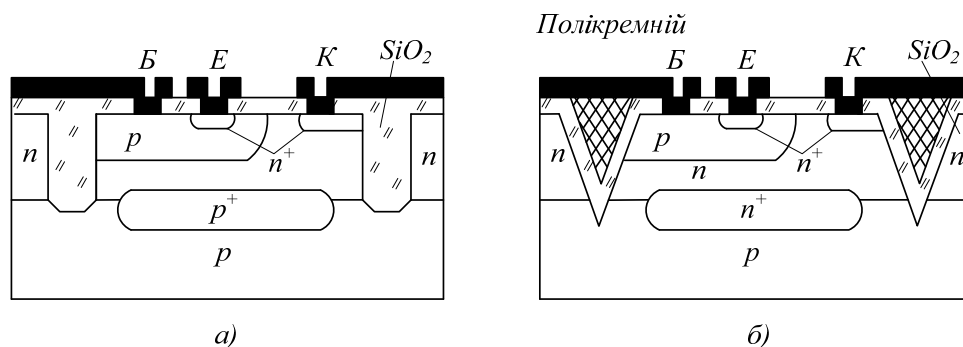 Полікремній
Б Е К SiO₂
Б Е К SiO₂
n p n⁺ n
p⁺
p
n p n n⁺ n
n⁺
p
а) б)